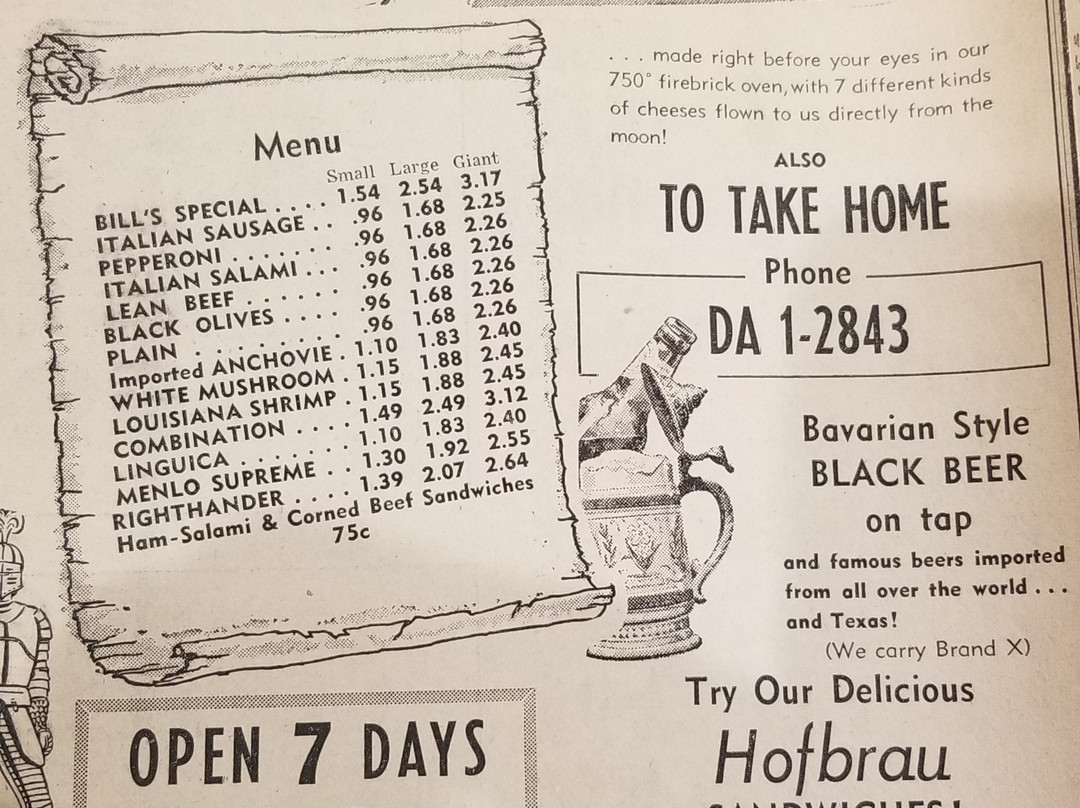 Menu
Small Large Giant
BILL'S SPECIAL . . . . 1.54 2.54 3.17
ITALIAN SAUSAGE . . .96 1.68 2.25
PEPPERONI . . . . . . . .96 1.68 2.26
ITALIAN SALAMI . . . .96 1.68 2.26
LEAN BEEF . . . . . . .96 1.68 2.26
BLACK OLIVES . . . . .96 1.68 2.26
PLAIN . . . . . . . . . .96 1.68 2.26
Imported ANCHOVIE . 1.10 1.83 2.40
WHITE MUSHROOM . 1.15 1.88 2.45
LOUISIANA SHRIMP . 1.15 1.88 2.45
COMBINATION . . . . 1.49 2.49 3.12
LINGUICA . . . . . . . 1.10 1.83 2.40
MENLO SUPREME . . 1.30 1.92 2.55
RIGHTHANDER . . . . 1.39 2.07 2.64
Ham-Salami & Corned Beef Sandwiches
75c
OPEN 7 DAYS
. . . made right before your eyes in our
750° firebrick oven, with 7 different kinds
of cheeses flown to us directly from the
moon!
ALSO
TO TAKE HOME
Phone
DA 1-2843
Bavarian Style
BLACK BEER
on tap
and famous beers imported
from all over the world . . .
and Texas!
(We carry Brand X)
Try Our Delicious
Hofbrau
SANDWICHES!